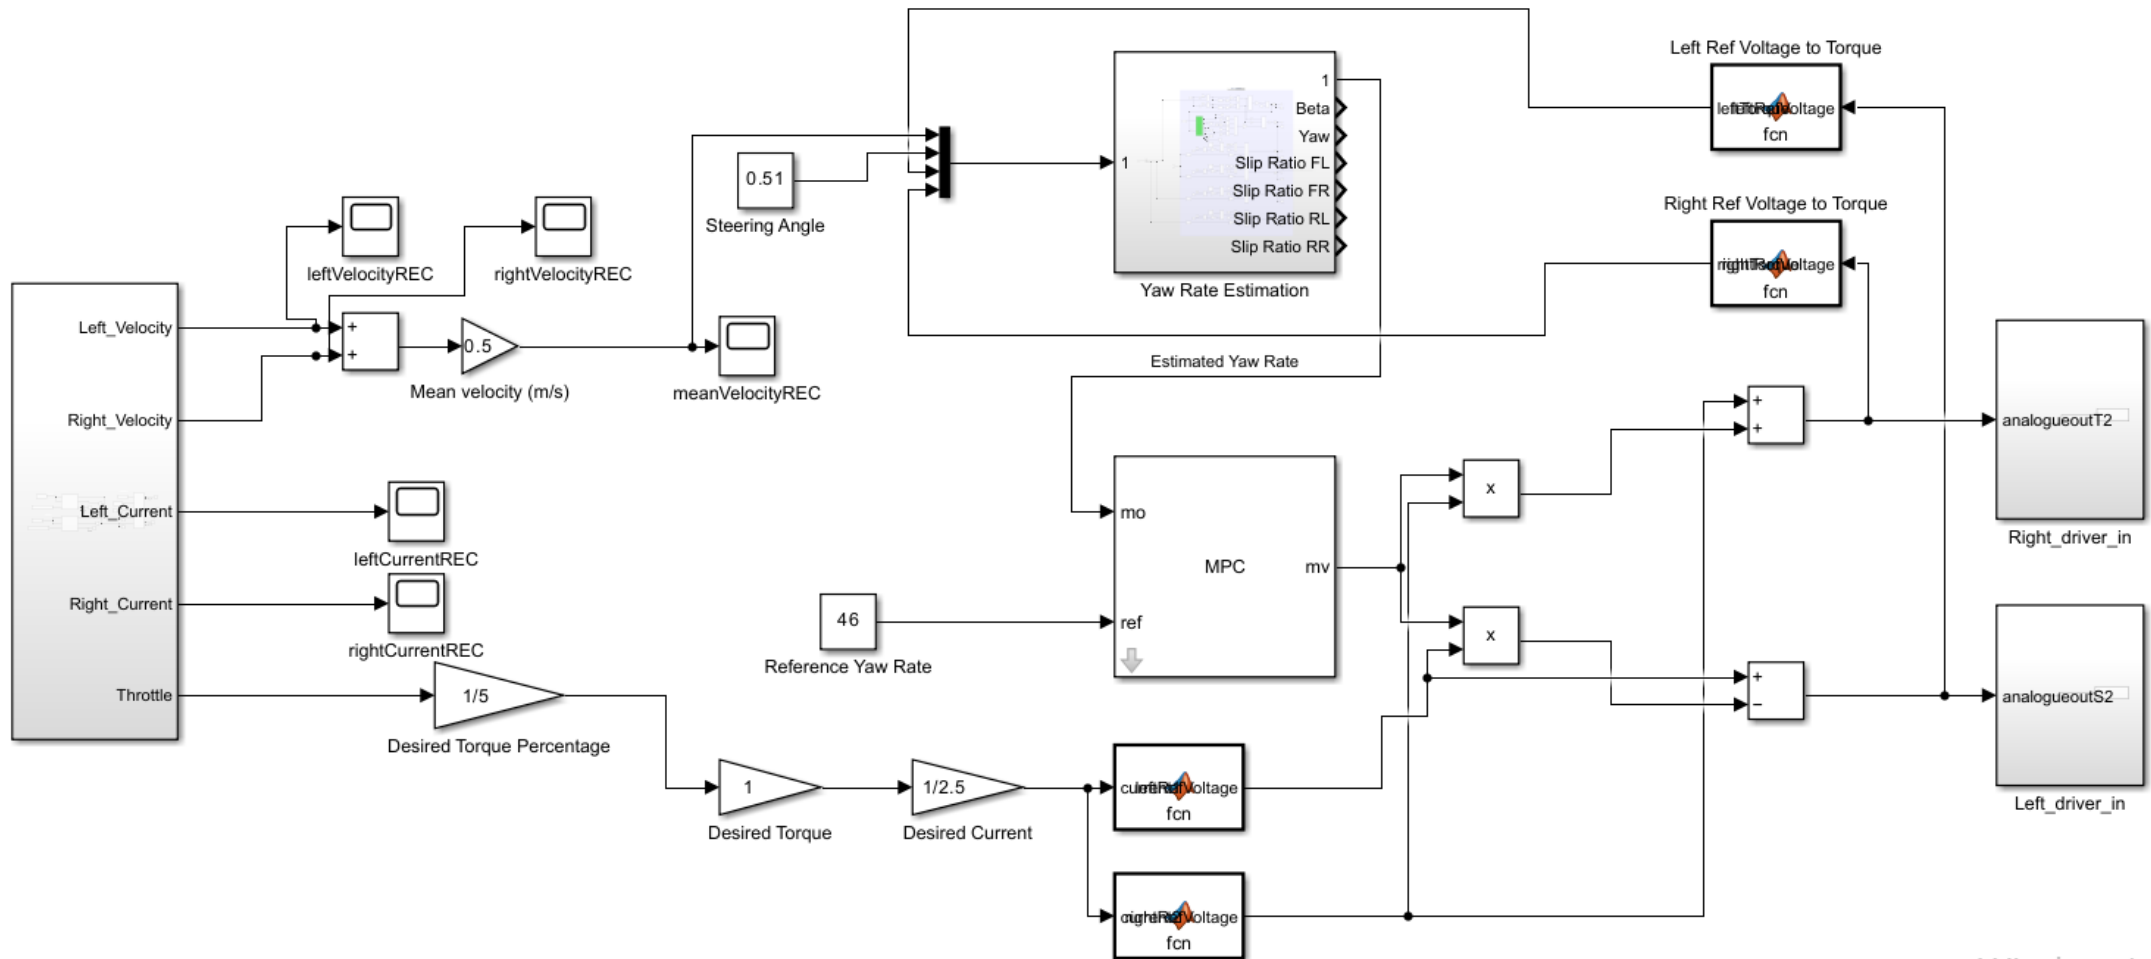 Left Ref Voltage to Torque
fcn
1
Beta
Yaw
Slip Ratio FL
Slip Ratio FR
Slip Ratio RL
Slip Ratio RR
1
Yaw Rate Estimation
0.51
Steering Angle
Right Ref Voltage to Torque
fcn
leftVelocityREC
rightVelocityREC
Left_Velocity
Right_Velocity
Left_Current
Right_Current
Throttle
+
+
0.5
Mean velocity (m/s)
meanVelocityREC
Estimated Yaw Rate
leftCurrentREC
rightCurrentREC
1/5
Desired Torque Percentage
46
Reference Yaw Rate
mo
ref
MPC
mv
x
x
+
+
+
−
analogueoutT2
Right_driver_in
analogueoutS2
Left_driver_in
1
Desired Torque
1/2.5
Desired Current
fcn
fcn